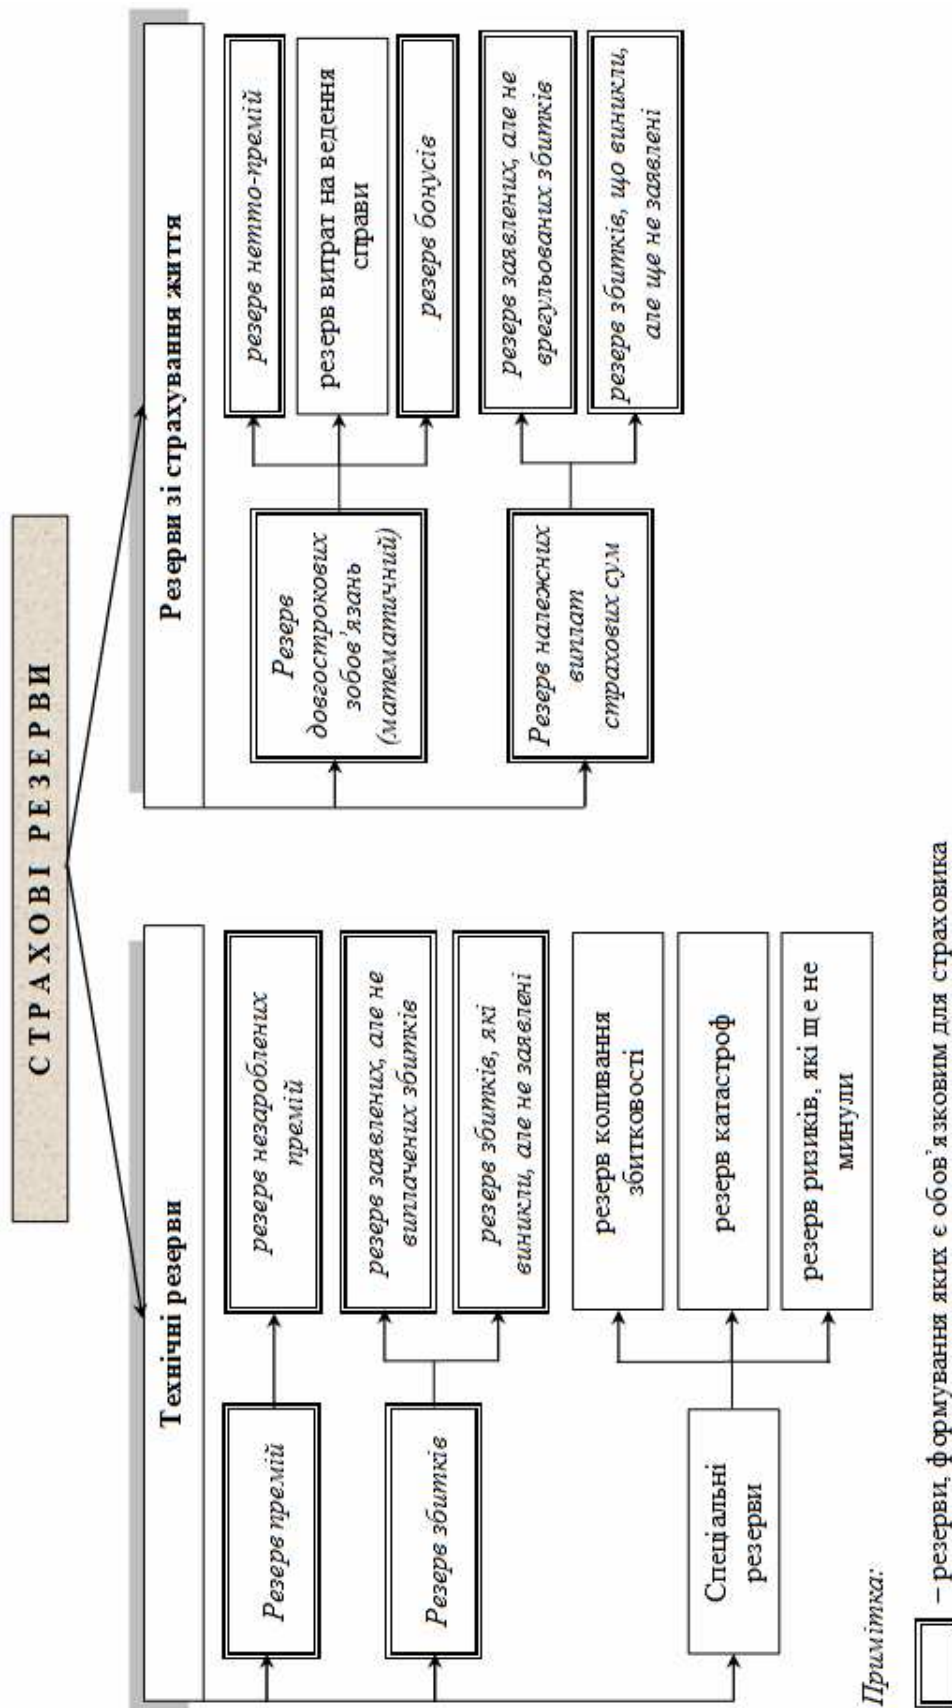 СТРАХОВІ РЕЗЕРВИ
Технічні резерви
Резерв премій
резерв незароблених
премій
Резерв збитків
резерв заявлених, але не
виплачених збитків
резерв збитків, які
виникли, але не заявлені
Спеціальні
резерви
резерв коливання
збитковості
резерв катастроф
резерв ризиків, які ще не
минули
Резерви зі страхування життя
Резерв
довгострокових
зобов’язань
(математичний)
резерв нетто-премій
резерв витрат на ведення
справи
резерв бонусів
Резерв належних
виплат
страхових сум
резерв заявлених, але не
врегульованих збитків
резерв збитків, що виникли,
але ще не заявлені
Примітка:
– резерви, формування яких є обов’язковим для страховика